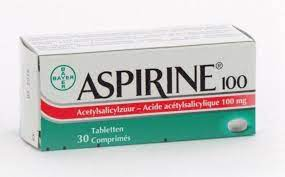 BAYER
ASPIRINE® 100
Acetylsalicylzuur – Acide acétylsalicylique 100 mg
Tabletten
30 Comprimés